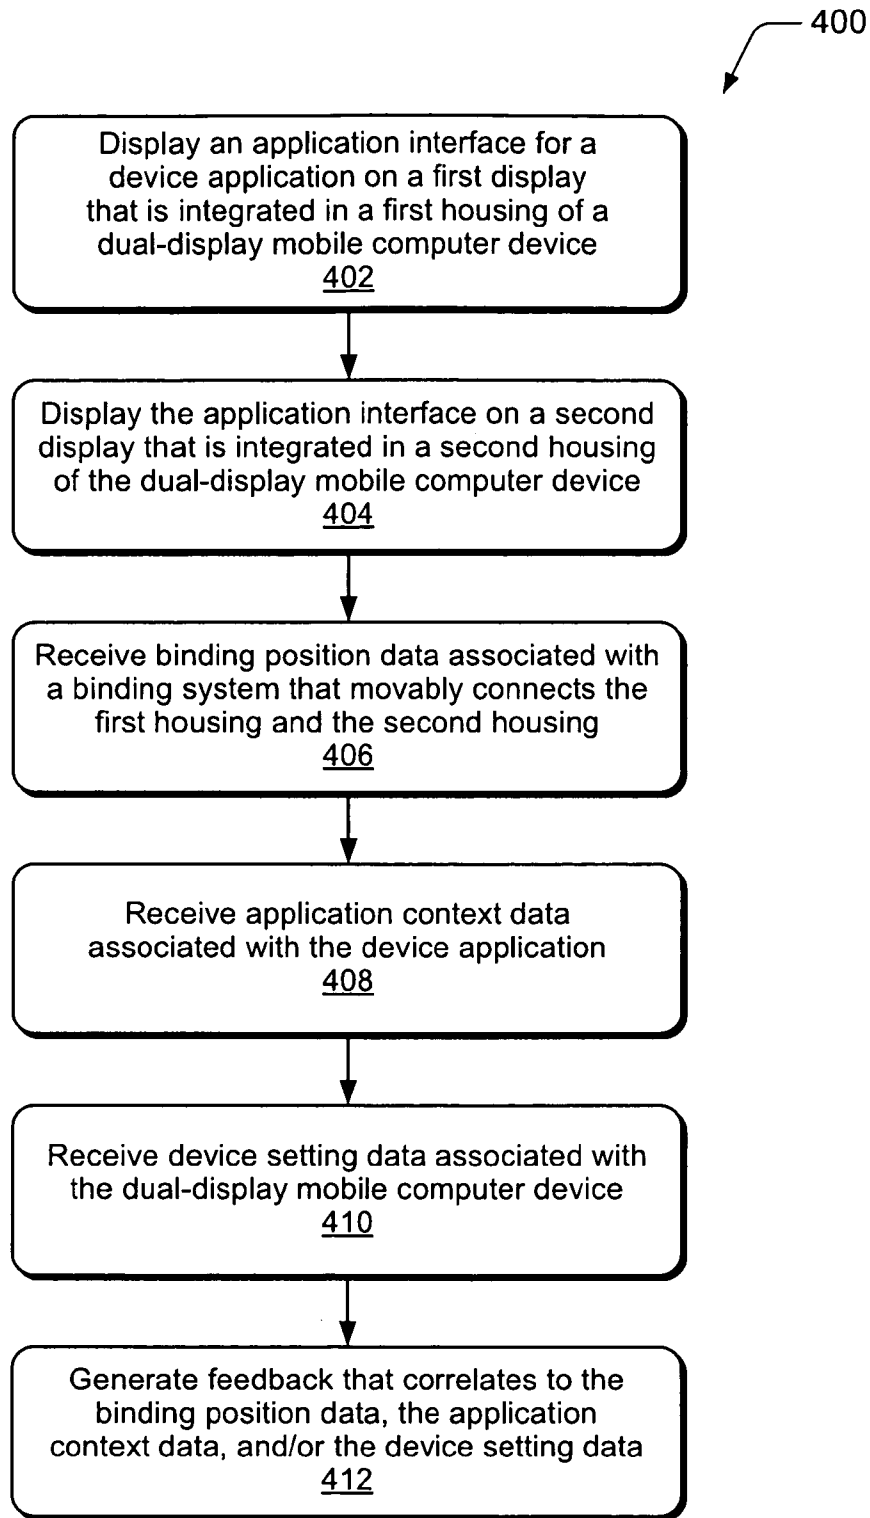 400
Display an application interface for a
device application on a first display
that is integrated in a first housing of a
dual-display mobile computer device
402
Display the application interface on a second
display that is integrated in a second housing
of the dual-display mobile computer device
404
Receive binding position data associated with
a binding system that movably connects the
first housing and the second housing
406
Receive application context data
associated with the device application
408
Receive device setting data associated with
the dual-display mobile computer device
410
Generate feedback that correlates to the
binding position data, the application
context data, and/or the device setting data
412